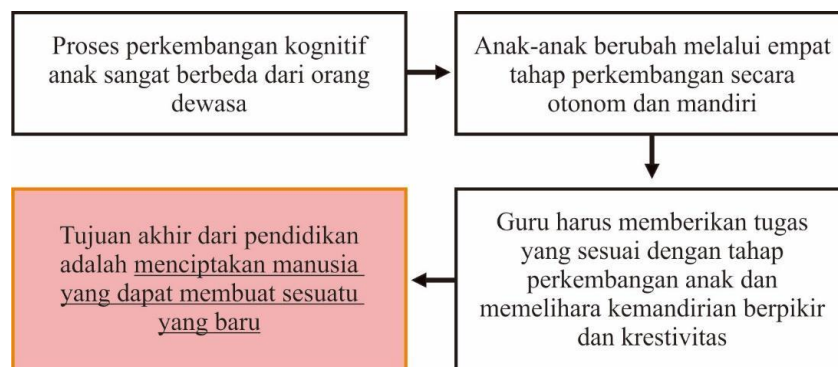 Proses perkembangan kognitif
anak sangat berbeda dari orang
dewasa
Anak-anak berubah melalui empat
tahap perkembangan secara
otonom dan mandiri
Guru harus memberikan tugas
yang sesuai dengan tahap
perkembangan anak dan
memelihara kemandirian berpikir
dan krestivitas
Tujuan akhir dari pendidikan
adalah menciptakan manusia
yang dapat membuat sesuatu
yang baru